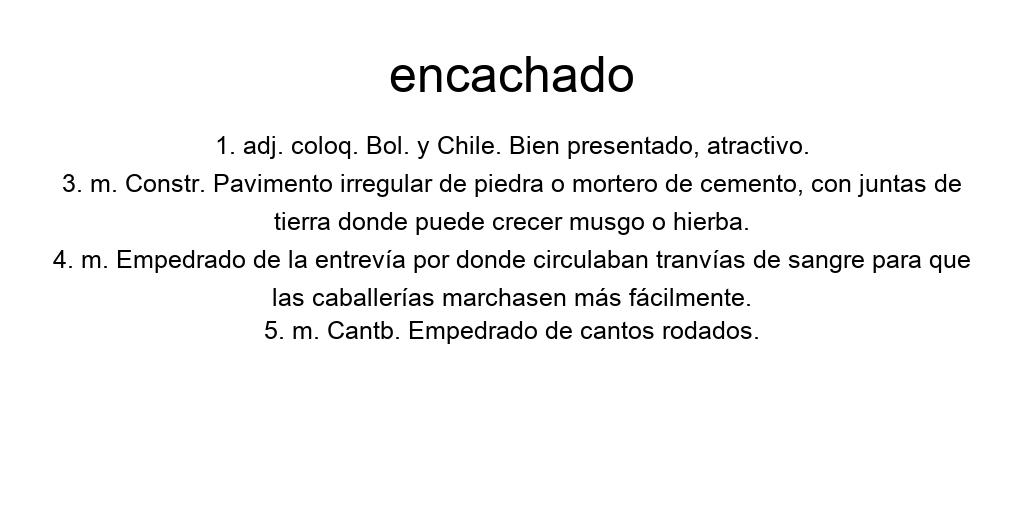 encachado
1. adj. coloq. Bol. y Chile. Bien presentado, atractivo.
3. m. Constr. Pavimento irregular de piedra o mortero de cemento, con juntas de
tierra donde puede crecer musgo o hierba.
4. m. Empedrado de la entrevía por donde circulaban tranvías de sangre para que
las caballerías marchasen más fácilmente.
5. m. Cantb. Empedrado de cantos rodados.